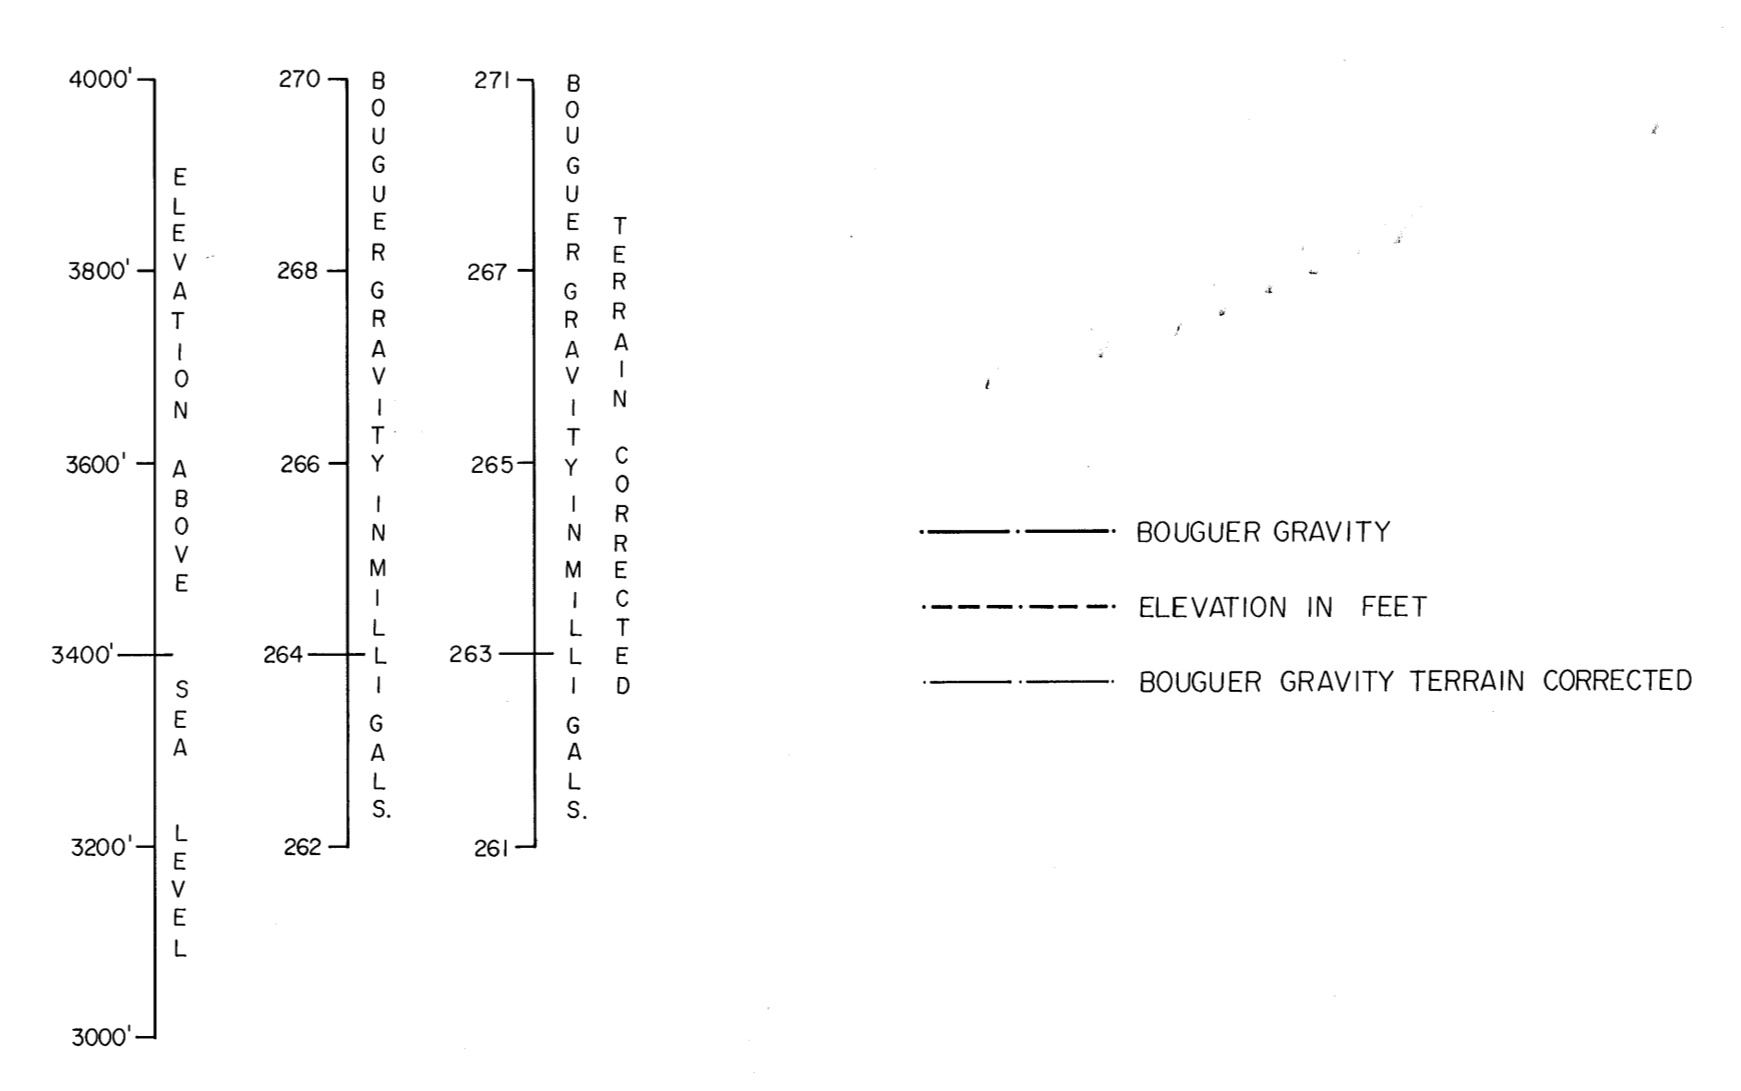 4000'
3800'
3600'
3400'
3200'
3000'
ELEVATION ABOVE SEA LEVEL
270
268
266
264
262
BOUGUER GRAVITY IN MILLIGALS.
271
267
265
263
261
BOUGUER GRAVITY IN MILLIGALS.
TERRAIN CORRECTED
BOUGUER GRAVITY
ELEVATION IN FEET
BOUGUER GRAVITY TERRAIN CORRECTED